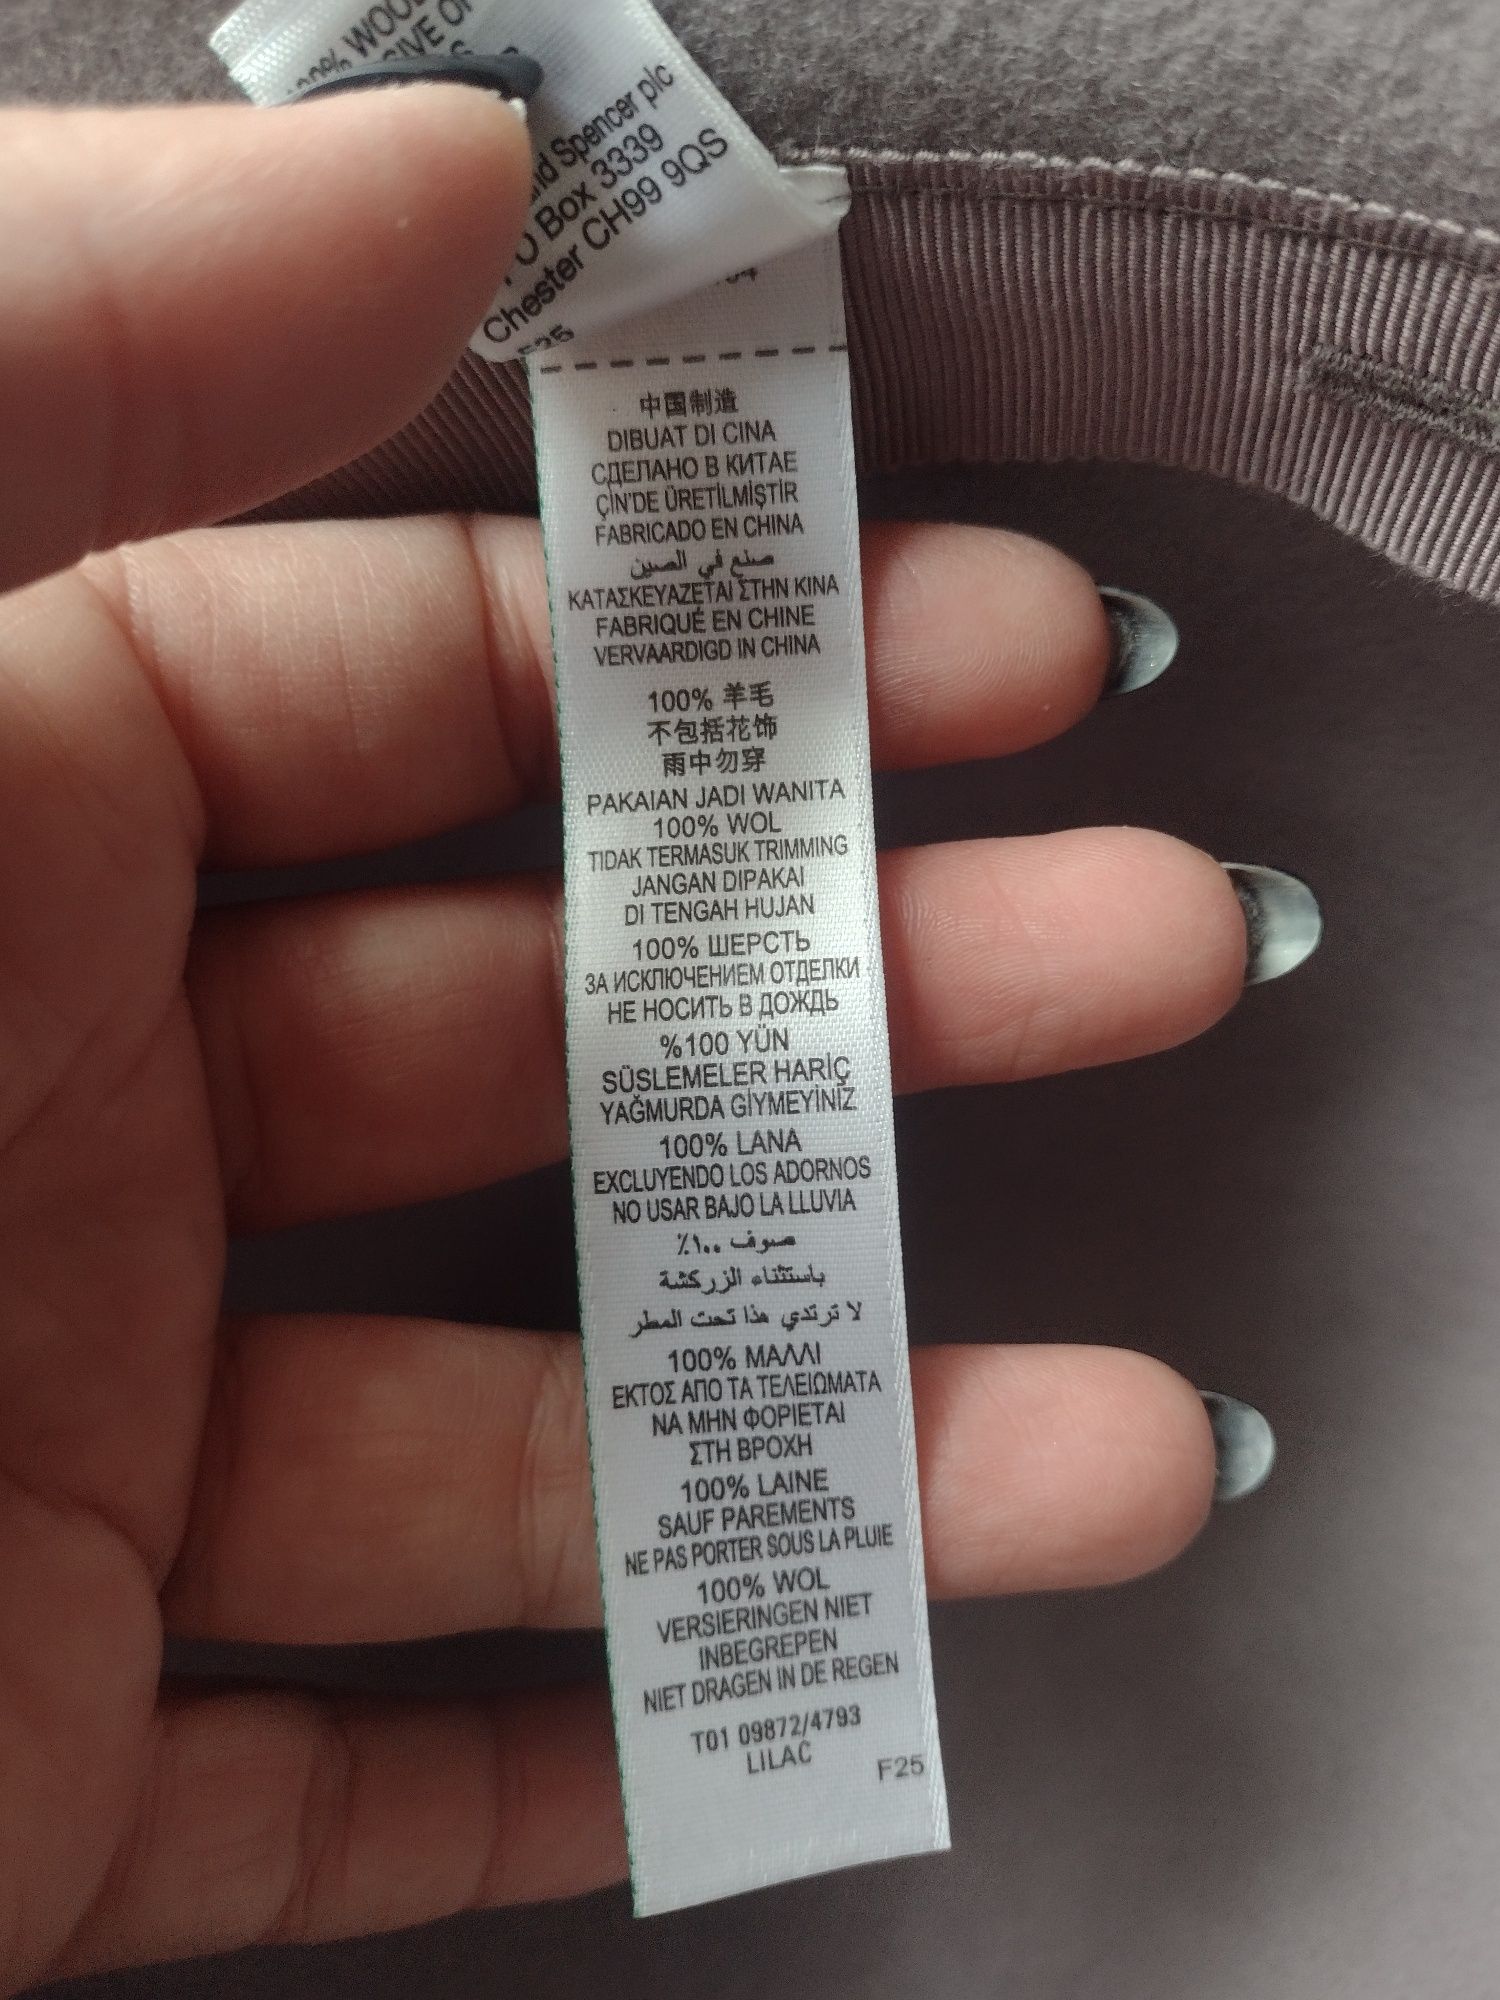 100% WOOL
Spencer plc
Box 3339
Chester CH99 9QS
F25
中国制造
DIBUAT DI CINA
СДЕЛАНО В КИТАЕ
ÇİN'DE ÜRETİLMİŞTİR
FABRICADO EN CHINA
صنع في الصين
ΚΑΤΑΣΚΕΥΑΖΕΤΑΙ ΣΤΗΝ ΚΙΝΑ
FABRIQUÉ EN CHINE
VERVAARDIGD IN CHINA
100% 羊毛
不包括花饰
雨中勿穿
PAKAIAN JADI WANITA
100% WOL
TIDAK TERMASUK TRIMMING
JANGAN DIPAKAI
DI TENGAH HUJAN
100% ШЕРСТЬ
ЗА ИСКЛЮЧЕНИЕМ ОТДЕЛКИ
НЕ НОСИТЬ В ДОЖДЬ
%100 YÜN
SÜSLEMELER HARİÇ
YAĞMURDA GİYMEYİNİZ
100% LANA
EXCLUYENDO LOS ADORNOS
NO USAR BAJO LA LLUVIA
صوف ١٠٠٪
باستثناء الزركشة
لا ترتدي هذا تحت المطر
100% ΜΑΛΛΙ
ΕΚΤΟΣ ΑΠΟ ΤΑ ΤΕΛΕΙΩΜΑΤΑ
ΝΑ ΜΗΝ ΦΟΡΙΕΤΑΙ
ΣΤΗ ΒΡΟΧΗ
100% LAINE
SAUF PAREMENTS
NE PAS PORTER SOUS LA PLUIE
100% WOL
VERSIERINGEN NIET
INBEGREPEN
NIET DRAGEN IN DE REGEN
T01 09872/4793
LILAC
F25